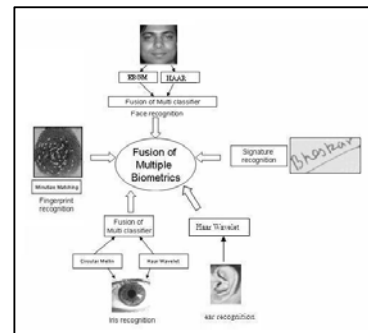 HAAR
Fusion of Multi classifier
Face recognition
Fusion of
Multiple
Biometrics
Signature
recognition
Bhaskar
Minutiae Matching
Fingerprint
recognition
Fusion of
Multi classifier
Haar Wavelet
Circular Mellin
Haar Wavelet
Iris recognition
ear recognition